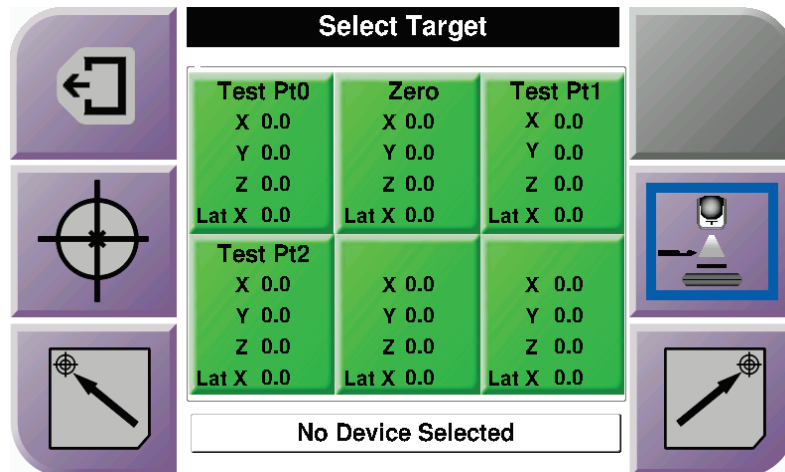 Select Target
Test Pt0 Zero Test Pt1
X 0.0 X 0.0 X 0.0
Y 0.0 Y 0.0 Y 0.0
Z 0.0 Z 0.0 Z 0.0
Lat X 0.0 Lat X 0.0 Lat X 0.0
Test Pt2
X 0.0 X 0.0 X 0.0
Y 0.0 Y 0.0 Y 0.0
Z 0.0 Z 0.0 Z 0.0
Lat X 0.0 Lat X 0.0 Lat X 0.0
No Device Selected